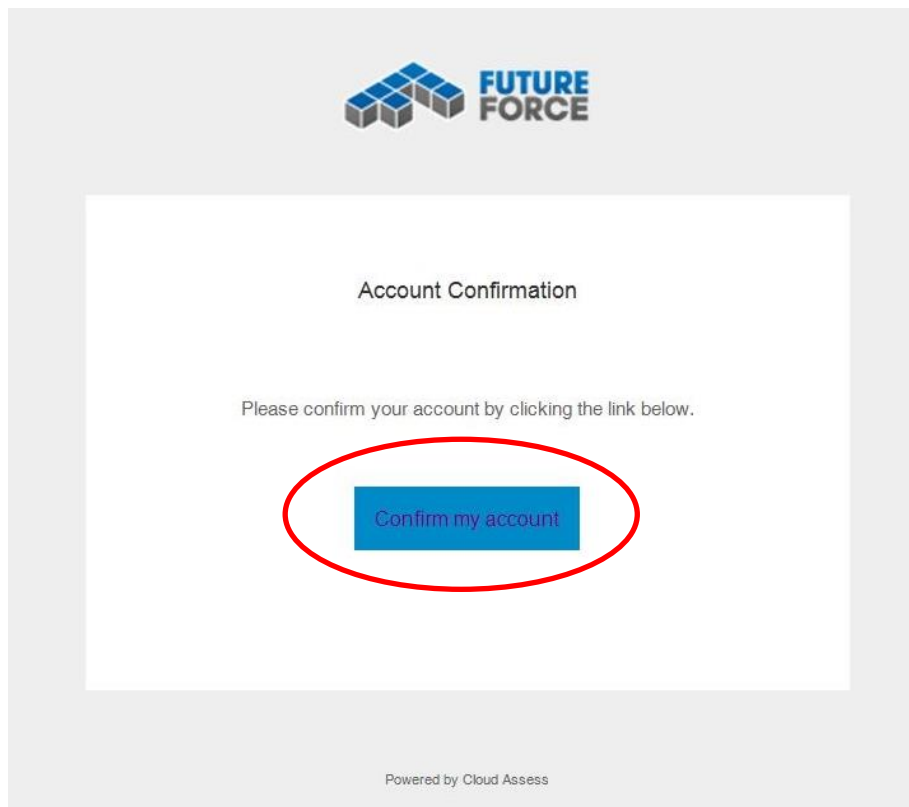 FUTURE
FORCE
Account Confirmation
Please confirm your account by clicking the link below.
Confirm my account
Powered by Cloud Assess